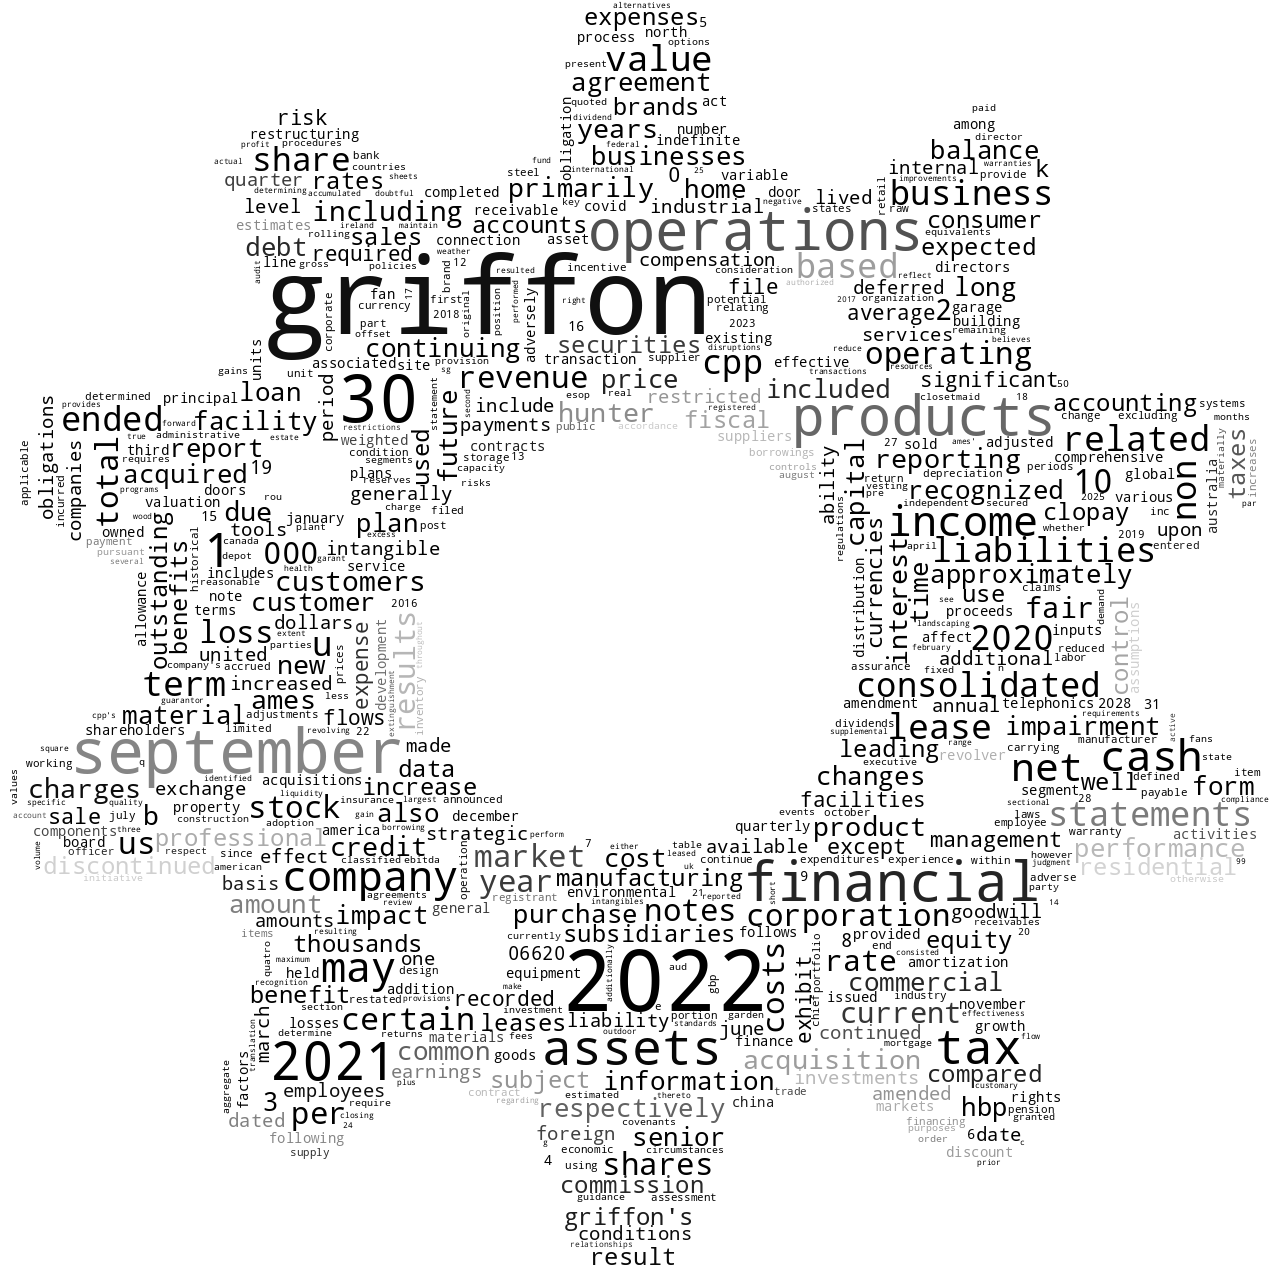 alternatives
expenses 5
process north
options
value
present
agreement
quoted
brands act
dividend
obligation
years number
federal indefinite
businesses
risk
restructuring
profit procedures
actual share bank
countries
quarter rates
determining accumulated sheets doubtful
level including
completed
estimates ireland maintain
rolling sales
debt required
connection
weather
audit line gross policies 12
fund
steel international
primarily 0 25 home variable
key covid industrial door negative
receivable
accounts
asset operations
compensation
paid
among
director
balance
internal warranties
provide k
improvements
retail business
raw
lived
states consumer
equivalents
expected
consideration based reflect
authorized directors
griffon
fan 17 brand first
currency 2018
corporate part
offset
original position performed adversely
resulted incentive
right
16
file potential
relating
2023
deferred long
2017 organization
average 2 garage
building
services remaining
believes
continuing securities existing
disruptions
reduce operating
resources
units associated site provision
sg
transaction supplier
cpp effective
transactions
gains unit
revenue price included significant 50
esop real restricted
closetmaid 18
determined principal loan period 30 statement future second
include hunter fiscal registered
products accounting systems
provides ended forward facility
restrictions
payments public accordance suppliers
change excluding months
obligations companies true administrative estate
weighted
contracts
borrowings
27 sold ames' adjusted related
applicable incurred total third requires report
condition
segments used
storage 13
capacity
controls
august
ability capital reporting periods comprehensive
non materially taxes increases
acquired 19
plans
reserves
risks
return depreciation 10 global
programs valuation doors rou
generally
charge filed
vesting
pre recognized 2025 various par
wood 15 due january plan post
independent secured
inc australia
owned tools plant excess
regulations income clopay upon
payment
pursuant
several
outstanding benefits historical 1 canada
depot 000 garant intangible
whether 2019
april liabilities entered
includes health service
reasonable customers
distribution currencies interest time approximately
allowance note
terms customer 2016
see use claims
proceeds fair demand control assumptions
loss dollars
extent
parties u
prices expense development results inventory throughout
landscaping
affect 2020 inputs
february reduced
united
company's accrued new
assurance fixed n additional labor
term increased less extinguishment
guarantor ames
consolidated
cpp's material adjustments flows
amendment annual telephonics 2028 31
shareholders limited revolving 22
dividends
supplemental lease impairment requirements
active
september made
square
working q
leading range
revolver carrying manufacturer fans
executive state
data
values charges identified
exchange acquisitions increase
liquidity
changes net cash
segment 28 well defined
payable form item
compliance
specific quality
account sale july b property
construction adoption stock insurance largest announced
gain also december
facilities
events october
sectional
laws
employee statements
components three
board
officer us professional
respect america borrowing
credit strategic perform
quarterly product management warranty activities
volume discontinued
initiative
since
american effect classified ebitda
operation market 7 either
cost available
table
leased
uk continue except
expenditures experience within however
judgment
adverse
party performance
residential 99
otherwise
basis company agreements
review
year manufacturing
registrant environmental 21 reported
intangibles
financial 9 short
14
amount
items amounts impact general
resulting
purchase notes corporation goodwill
receivables
20
thousands
subsidiaries follows 8 provided
end equity
quatro maximum
recognition held may one
design
currently
06620
equipment
make
additionally 2022 aud gbp costs exhibit chief portfolio rate consisted
amortization
commercial
benefit restated provisions addition
section recorded investment
e portion garden
issued industry november
effectiveness
march translation losses
determine certain returns materials leases fees
liability standards june
outdoor
finance continued current growth
mortgage flow
aggregate factors 2021 common goods
earnings plus
assets acquisition
investments tax
compared
3 employees
require
contract subject information trade
regarding estimated thereto china
customary
amended rights
markets pension
granted
dated per closing
24
respectively covenants
hbp
financing
purposes
order 6 date c
following
supply
foreign senior
g economic circumstances
discount
prior
4 using shares
commission
guidance assessment
griffon's
conditions
relationships
result